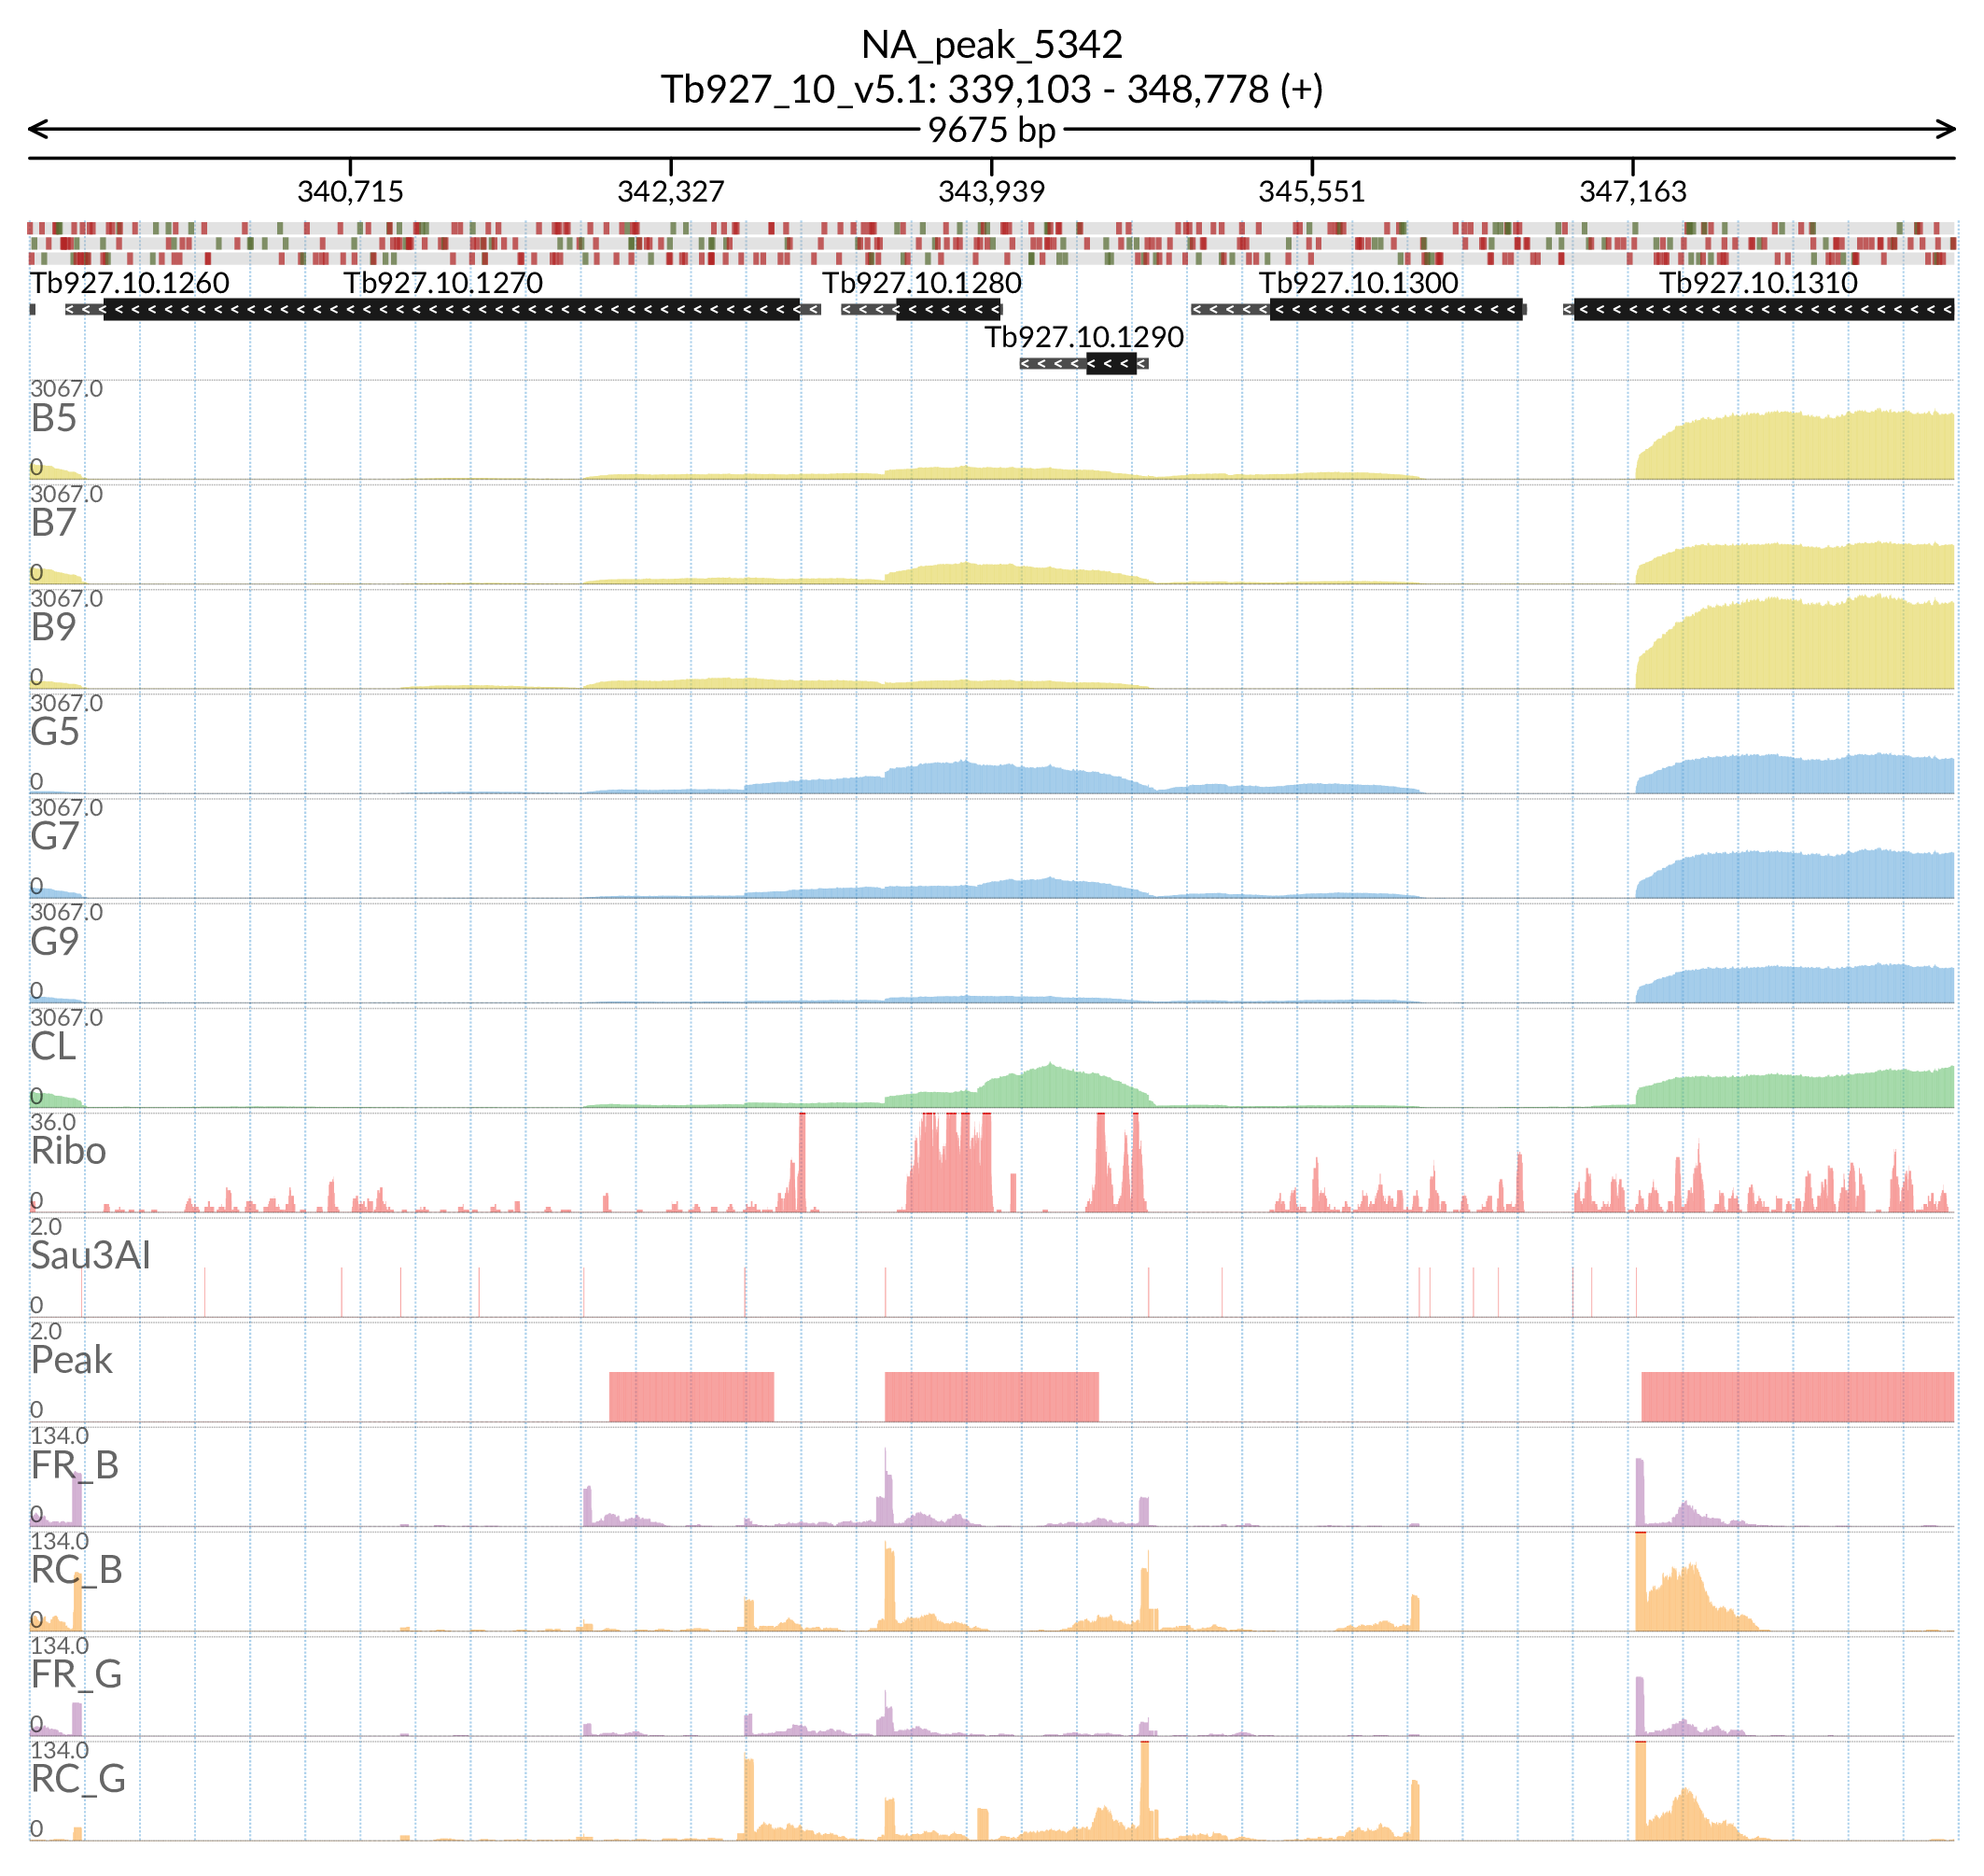 NA_peak_5342
Tb927_10_v5.1: 339,103 - 348,778 (+)
9675 bp
340,715 342,327 343,939 345,551 347,163
Tb927.10.1260 Tb927.10.1270 Tb927.10.1280 Tb927.10.1300 Tb927.10.1310
Tb927.10.1290
3067.0
B5
0
3067.0
B7
0
3067.0
B9
0
3067.0
G5
0
3067.0
G7
0
3067.0
G9
0
3067.0
CL
0
36.0
Ribo
0
2.0
Sau3AI
0
2.0
Peak
0
134.0
FR_B
0
134.0
RC_B
0
134.0
FR_G
0
134.0
RC_G
0